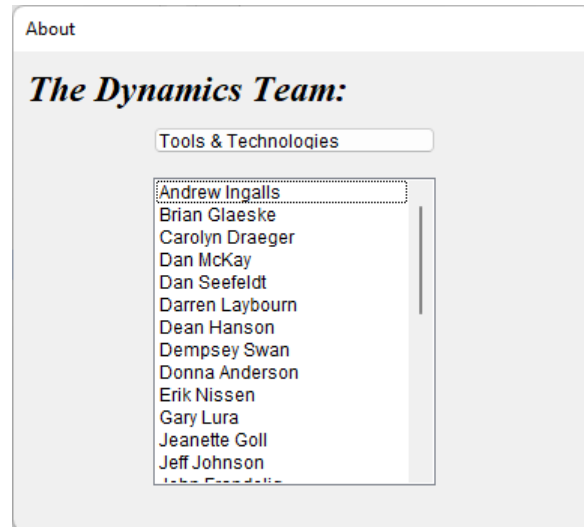 About
The Dynamics Team:
Tools & Technologies
Andrew Ingalls
Brian Glaeske
Carolyn Draeger
Dan McKay
Dan Seefeldt
Darren Laybourn
Dean Hanson
Dempsey Swan
Donna Anderson
Erik Nissen
Gary Lura
Jeanette Goll
Jeff Johnson
John